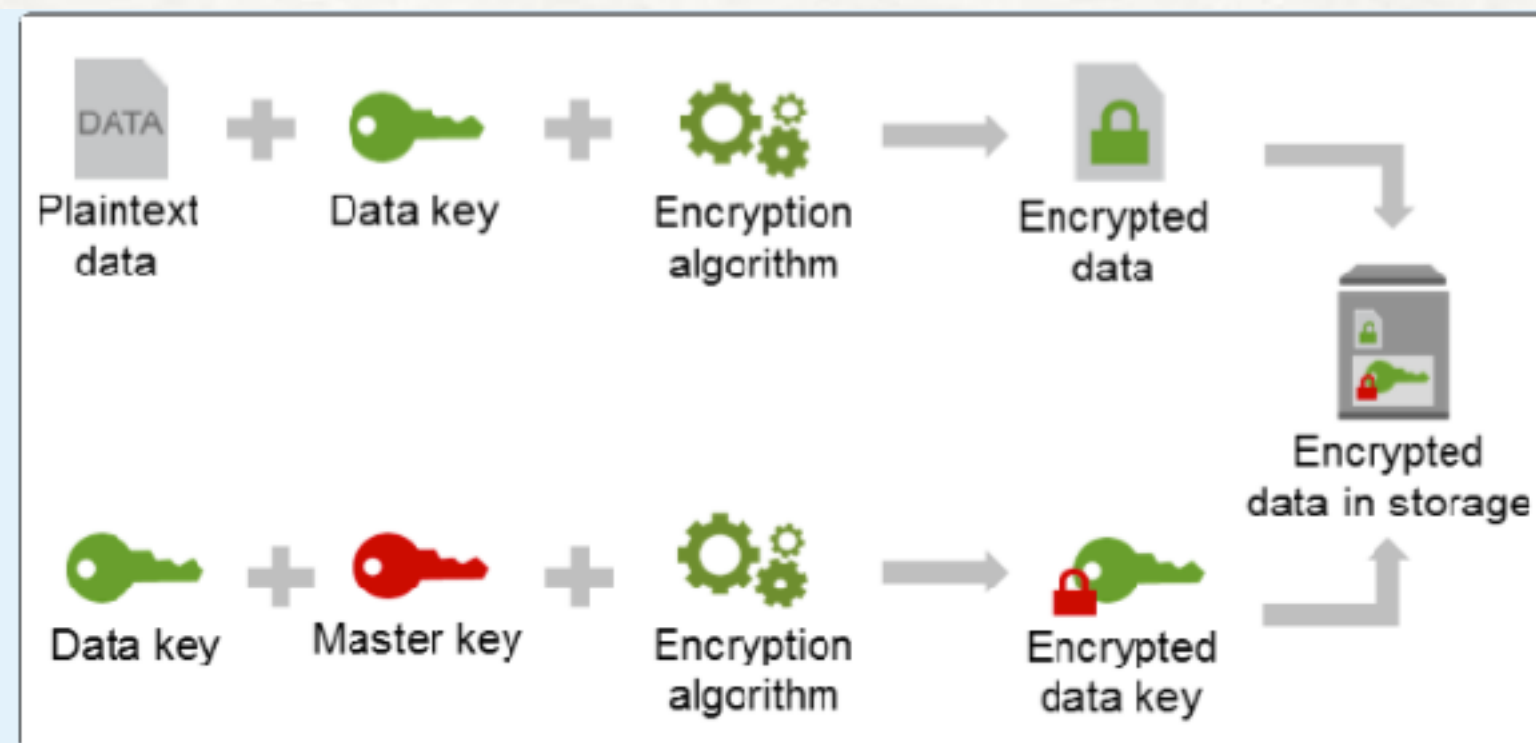 DATA
Plaintext
data
Data key
Encryption
algorithm
Encrypted
data
Encrypted
data in storage
Data key
Master key
Encryption
algorithm
Encrypted
data key